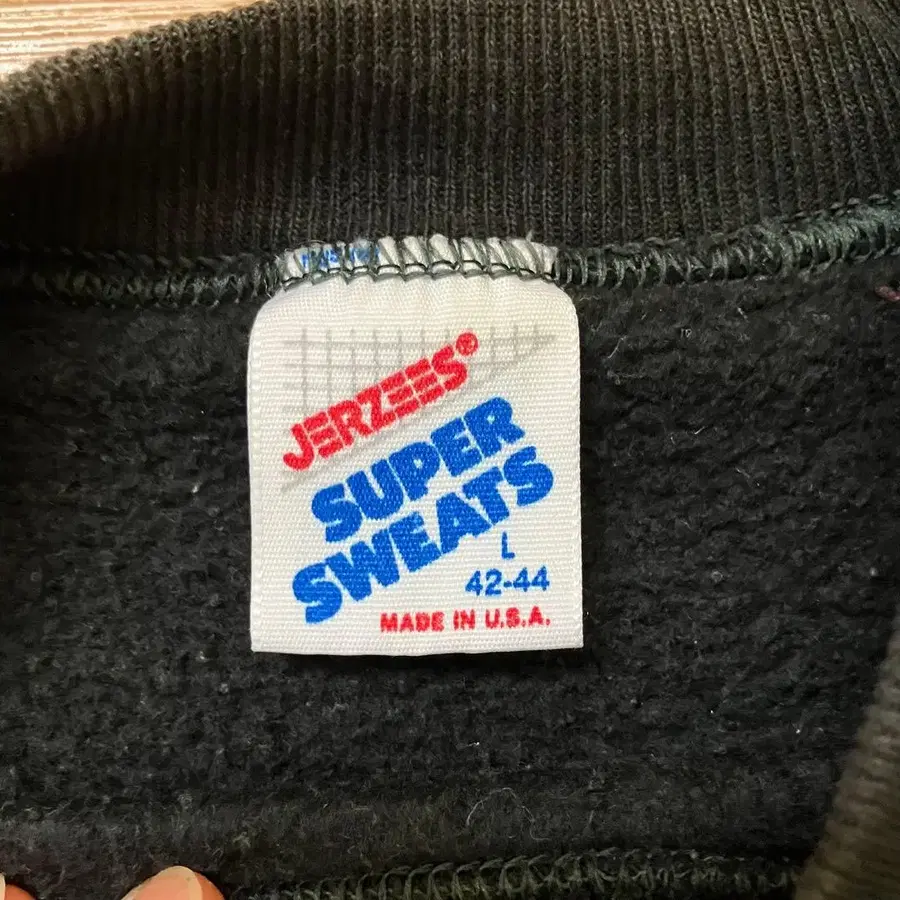 JERZEES®
SUPER
SWEATS
L
42-44
MADE IN U.S.A.